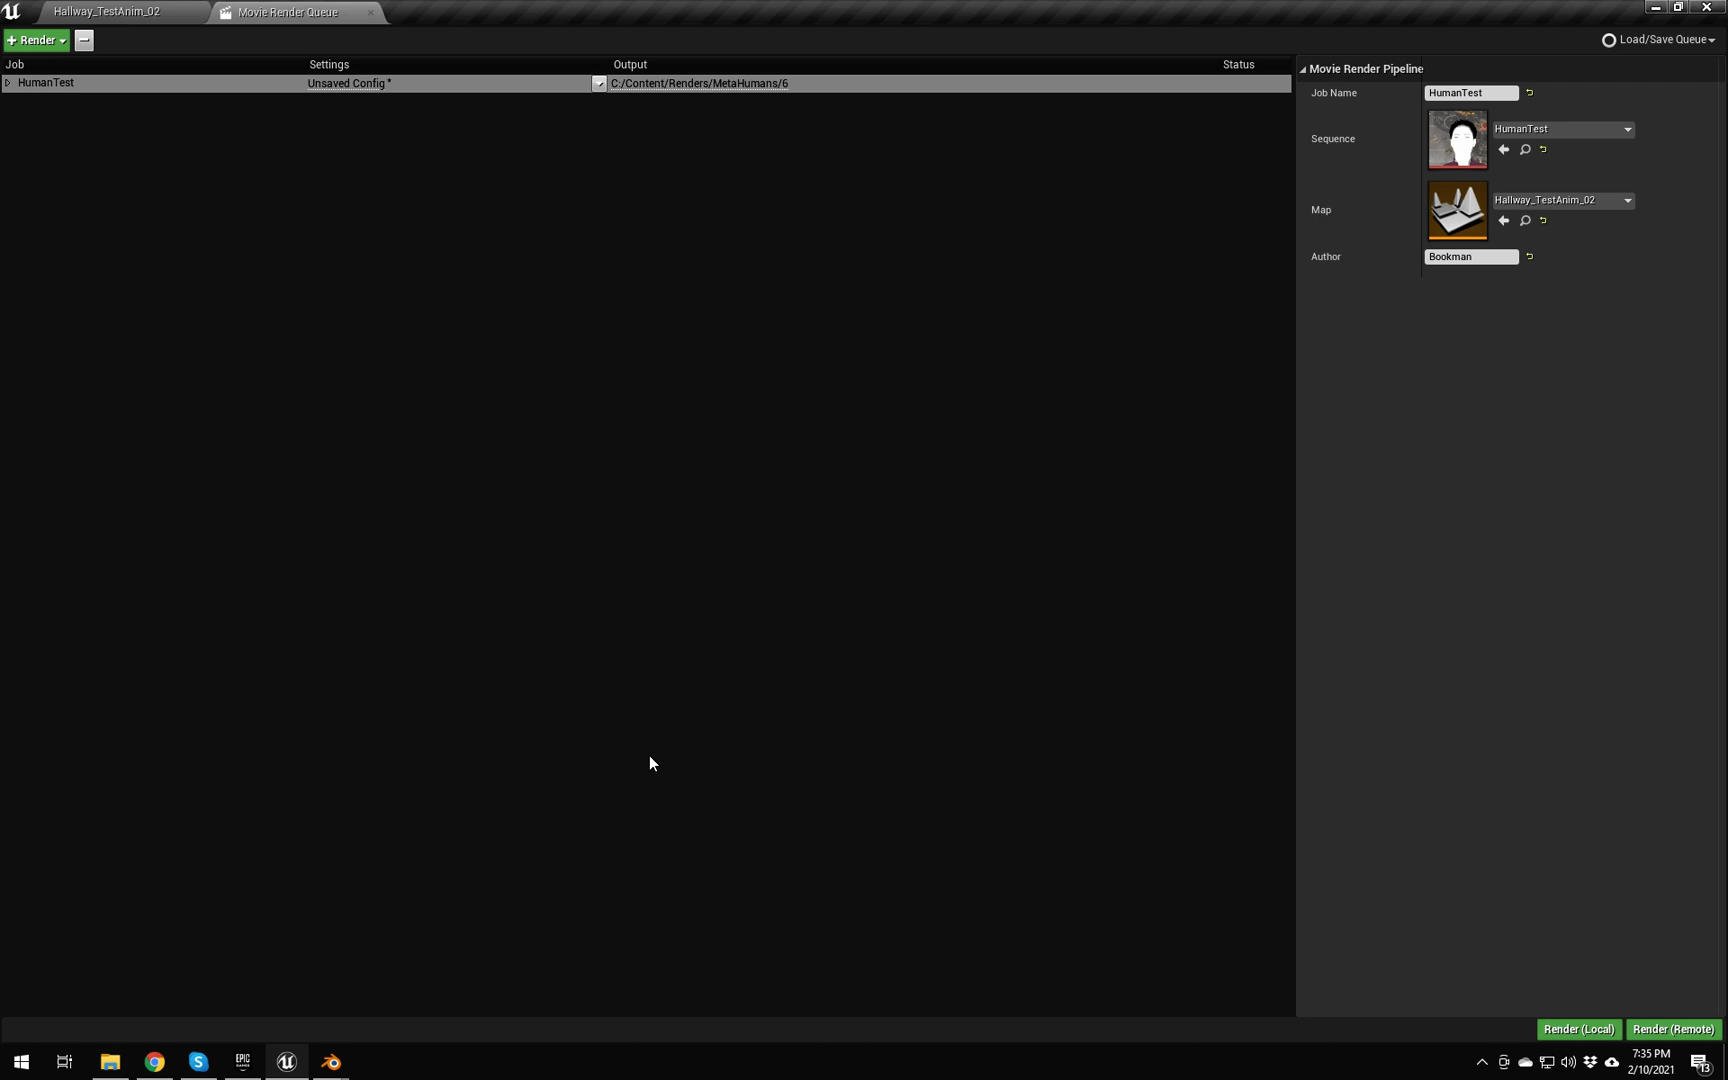 Hallway_TestAnim_02
Movie Render Queue
Render
Load/Save Queue
Job Settings Output Status
HumanTest Unsaved Config * C:/Content/Renders/MetaHumans/6
Movie Render Pipeline
Job Name HumanTest
Sequence HumanTest
Map Hallway_TestAnim_02
Author Bookman
Render (Local) Render (Remote)
EPIC GAMES
7:35 PM
2/10/2021
13